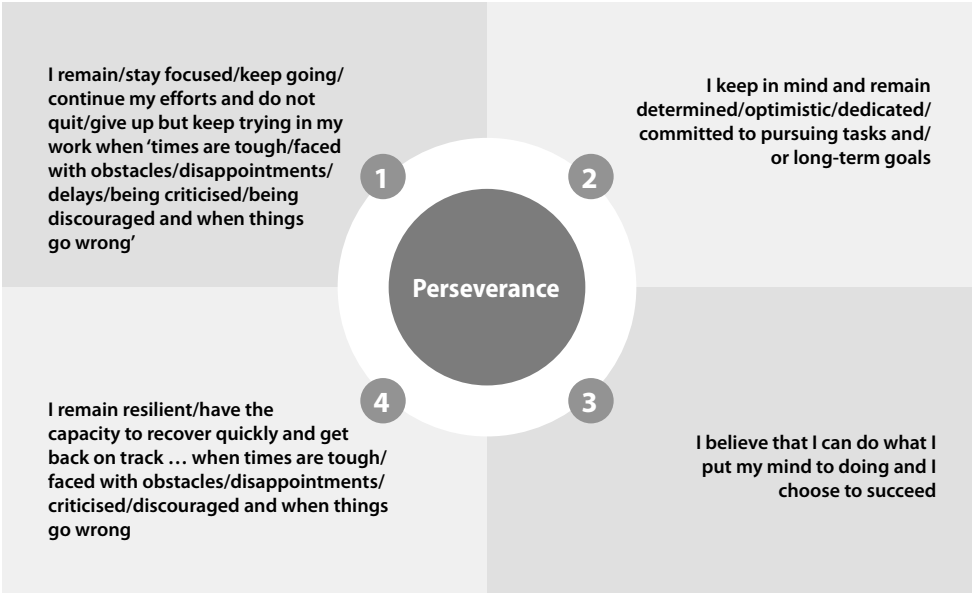 I remain/stay focused/keep going/
continue my efforts and do not
quit/give up but keep trying in my
work when ‘times are tough/faced
with obstacles/disappointments/
delays/being criticised/being
discouraged and when things
go wrong’
1
I keep in mind and remain
determined/optimistic/dedicated/
committed to pursuing tasks and/
or long-term goals
2
Perseverance
4
I remain resilient/have the
capacity to recover quickly and get
back on track … when times are tough/
faced with obstacles/disappointments/
criticised/discouraged and when things
go wrong
3
I believe that I can do what I
put my mind to doing and I
choose to succeed